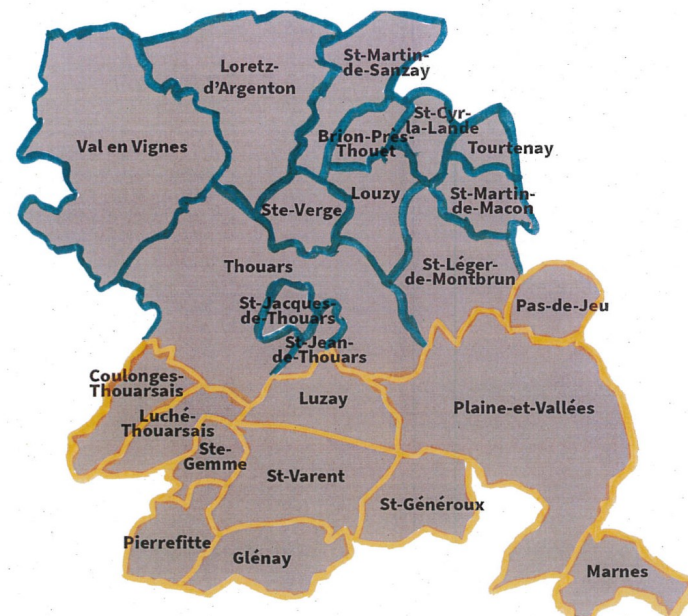 St-Martin-
de-Sanzay
Loretz-
d'Argenton
St-Cyr-
la-Lande
Brion-Près-
Thouet
Tourtenay
Val en Vignes
Louzy
St-Martin-
de-Macon
Ste-Verge
Thouars
St-Léger-
de-Montbrun
St-Jacques-
de-Thouars
Pas-de-Jeu
St-Jean-
de-Thouars
Coulonges-
Thouarsais
Luzay
Plaine-et-Vallées
Luché-
Thouarsais
Ste-
Gemme
St-Varent
St-Généroux
Pierrefitte
Glénay
Marnes